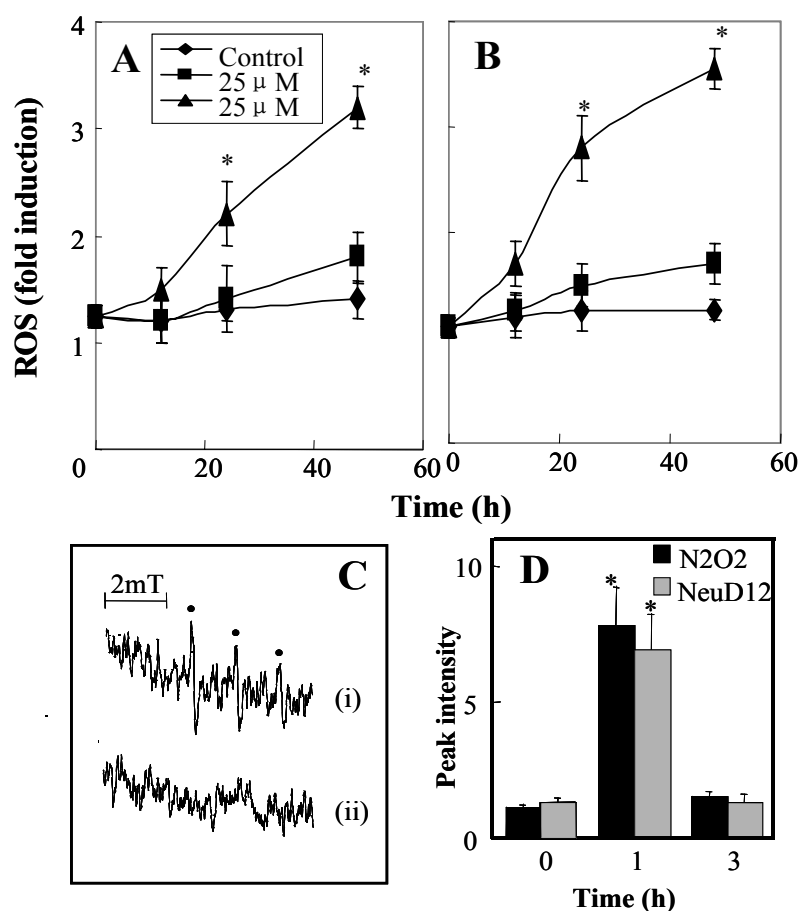 4
3
2
1
ROS (fold induction)
A
Control
25 μ M
25 μ M
*
*
0
20
40
60
B
*
*
0
20
40
60
Time (h)
C
2mT
(i)
(ii)
D
N2O2
NeuD12
*
*
10
5
0
Peak intensity
0
1
3
Time (h)